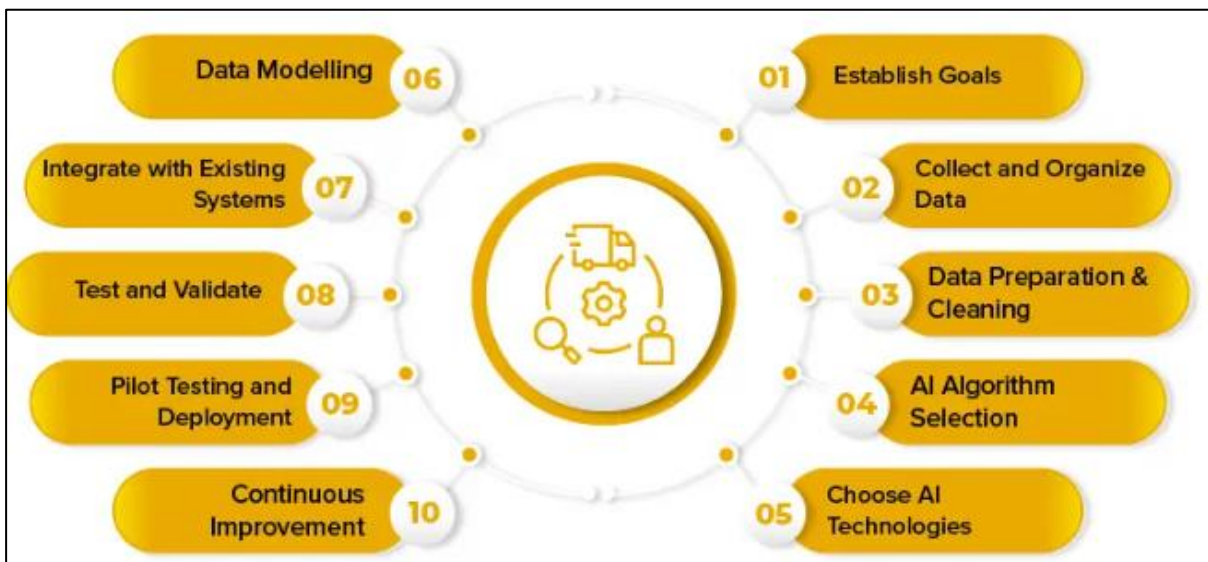 01
Establish Goals
02
Collect and Organize
Data
03
Data Preparation &
Cleaning
04
AI Algorithm
Selection
05
Choose AI
Technologies
06
Data Modelling
07
Integrate with Existing
Systems
08
Test and Validate
09
Pilot Testing and
Deployment
10
Continuous
Improvement